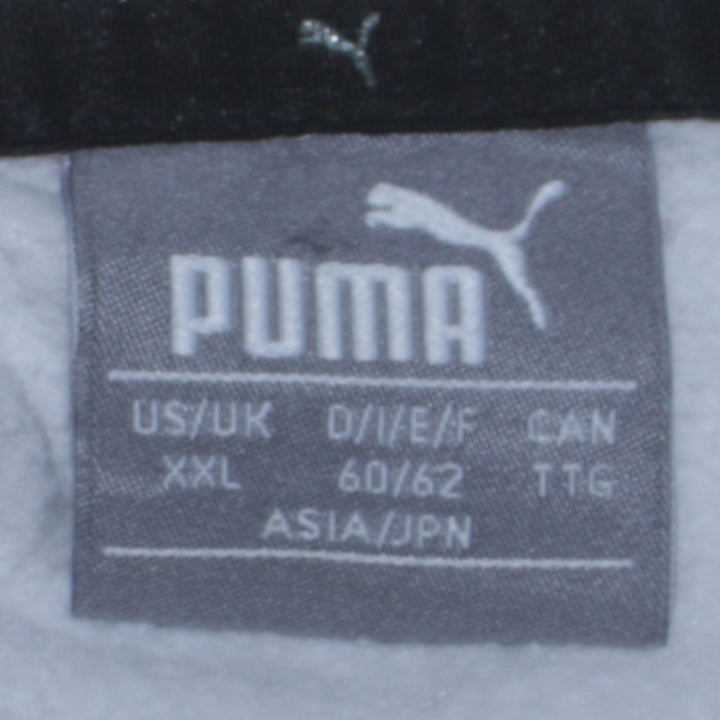 PUMA
US/UK D/I/E/F CAN
XXL 60/62 TTG
ASIA/JPN